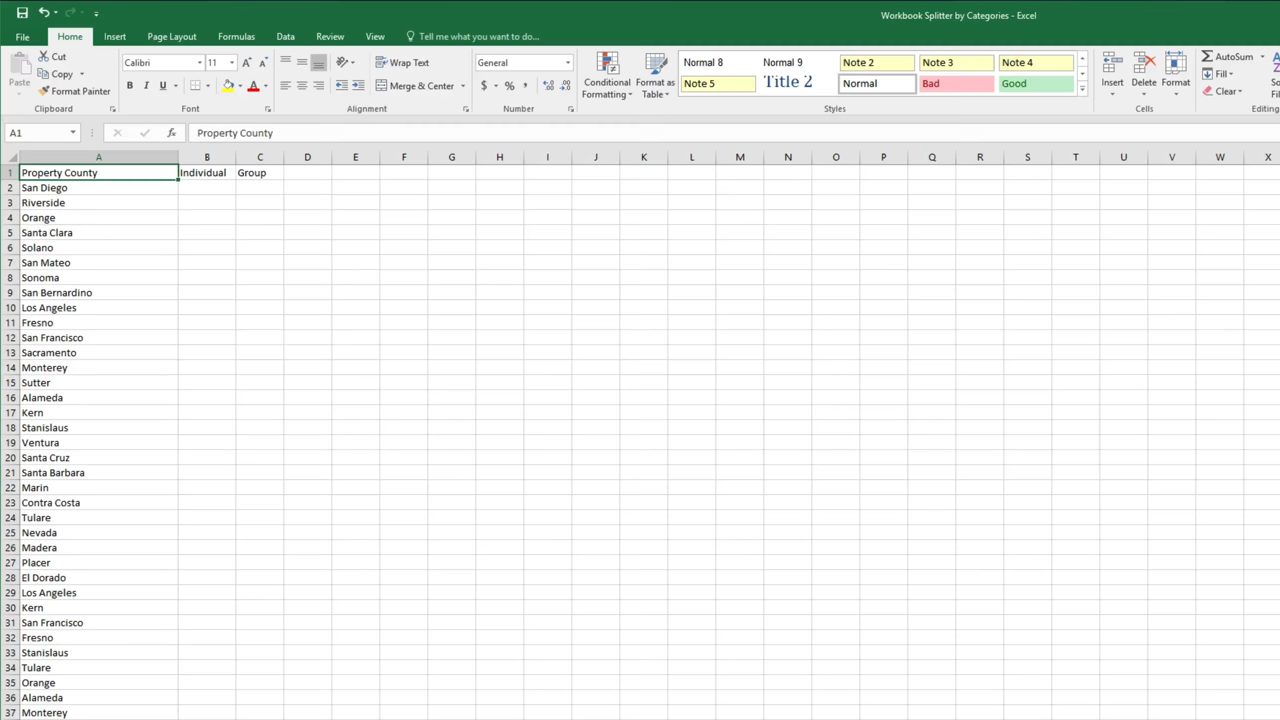 Workbook Splitter by Categories - Excel
File Home Insert Page Layout Formulas Data Review View Tell me what you want to do...
Cut
Copy
Format Painter
Paste
Clipboard
Calibri 11
B I U
Font
Wrap Text
Merge & Center
Alignment
General
$ % ,
Number
Conditional Formatting
Format as Table
Normal 8 Normal 9 Note 2 Note 3 Note 4
Note 5 Title 2 Normal Bad Good
Styles
Insert Delete Format
Cells
AutoSum
Fill
Clear
Editing
A1 fx Property County
A B C D E F G H I J K L M N O P Q R S T U V W X
1 Property County Individual Group
2 San Diego
3 Riverside
4 Orange
5 Santa Clara
6 Solano
7 San Mateo
8 Sonoma
9 San Bernardino
10 Los Angeles
11 Fresno
12 San Francisco
13 Sacramento
14 Monterey
15 Sutter
16 Alameda
17 Kern
18 Stanislaus
19 Ventura
20 Santa Cruz
21 Santa Barbara
22 Marin
23 Contra Costa
24 Tulare
25 Nevada
26 Madera
27 Placer
28 El Dorado
29 Los Angeles
30 Kern
31 San Francisco
32 Fresno
33 Stanislaus
34 Tulare
35 Orange
36 Alameda
37 Monterey